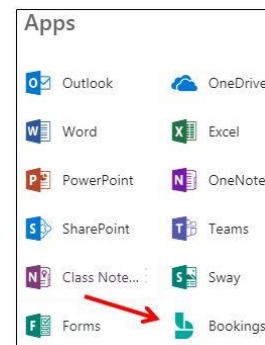 Apps
Outlook OneDrive
Word Excel
PowerPoint OneNote
SharePoint Teams
Class Note... Sway
Forms Bookings